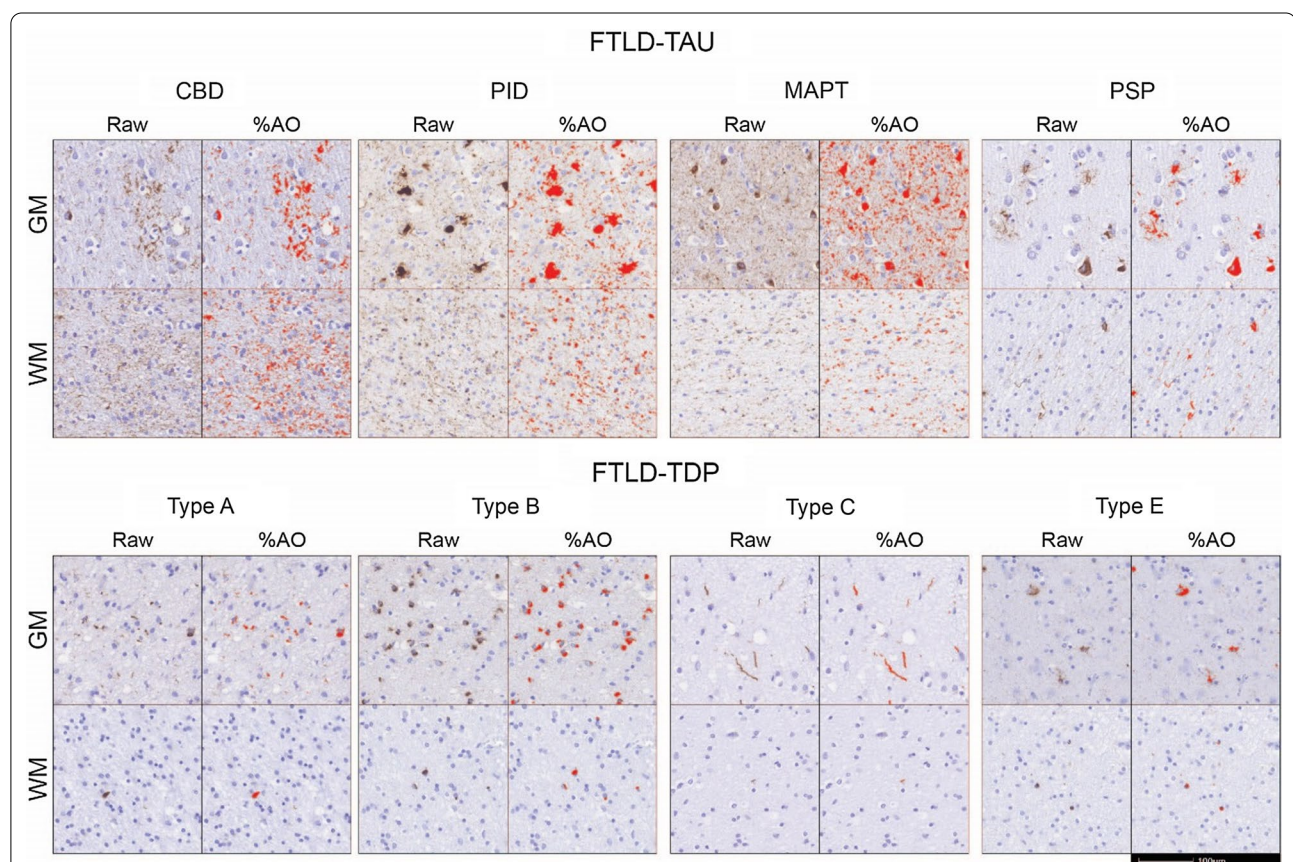 FTLD-TAU
CBD PID MAPT PSP
Raw %AO Raw %AO Raw %AO Raw %AO
GM
WM
FTLD-TDP
Type A Type B Type C Type E
Raw %AO Raw %AO Raw %AO Raw %AO
GM
WM
100um